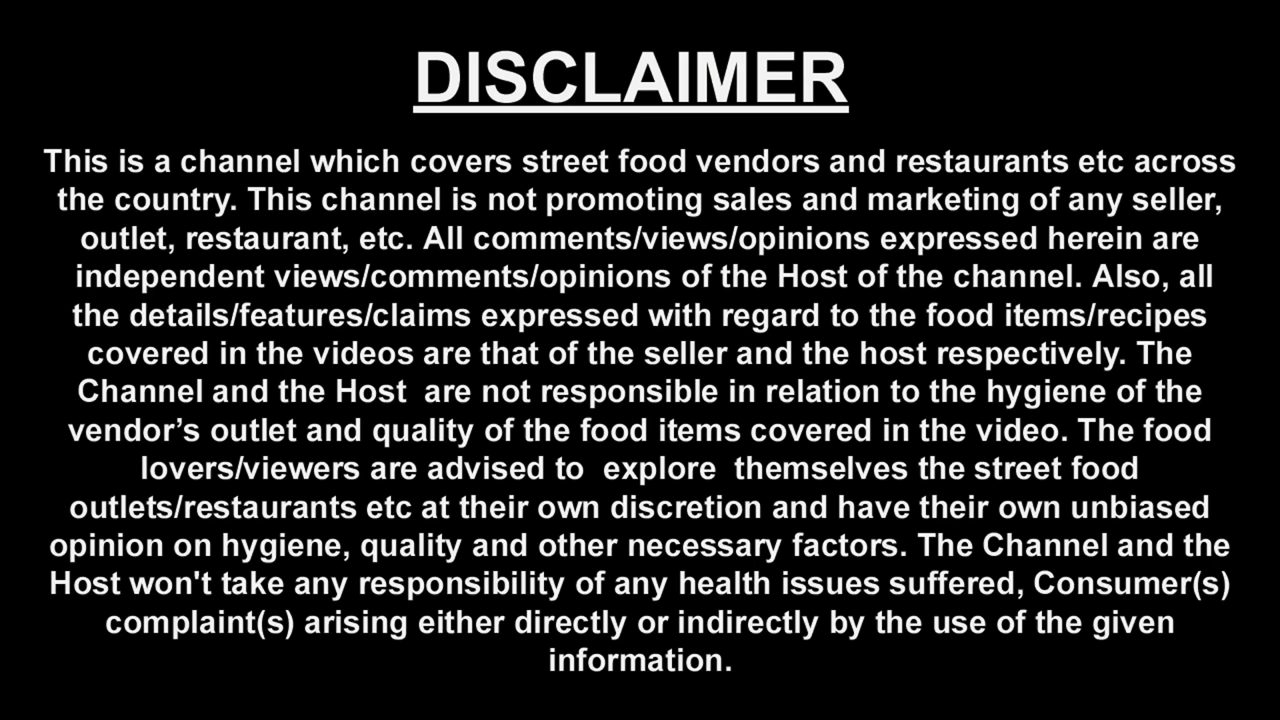 DISCLAIMER
This is a channel which covers street food vendors and restaurants etc across
the country. This channel is not promoting sales and marketing of any seller,
outlet, restaurant, etc. All comments/views/opinions expressed herein are
independent views/comments/opinions of the Host of the channel. Also, all
the details/features/claims expressed with regard to the food items/recipes
covered in the videos are that of the seller and the host respectively. The
Channel and the Host  are not responsible in relation to the hygiene of the
vendor’s outlet and quality of the food items covered in the video. The food
lovers/viewers are advised to  explore  themselves the street food
outlets/restaurants etc at their own discretion and have their own unbiased
opinion on hygiene, quality and other necessary factors. The Channel and the
Host won't take any responsibility of any health issues suffered, Consumer(s)
complaint(s) arising either directly or indirectly by the use of the given
information.